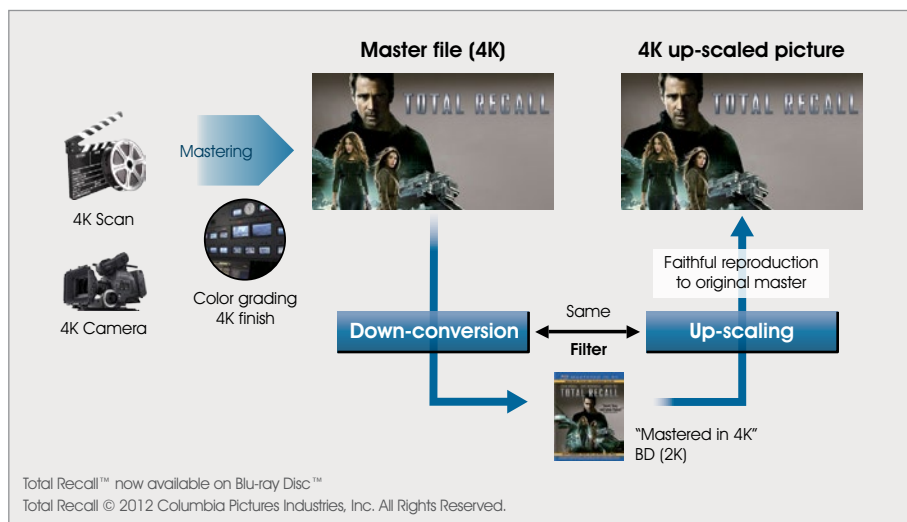 Master file (4K)
4K up-scaled picture
TOTAL RECALL
TOTAL RECALL
Mastering
4K Scan
4K Camera
Color grading
4K finish
Faithful reproduction
to original master
Down-conversion
Same
Filter
Up-scaling
TOTAL RECALL
"Mastered in 4K"
BD (2K)
Total Recall™ now available on Blu-ray Disc™
Total Recall © 2012 Columbia Pictures Industries, Inc. All Rights Reserved.